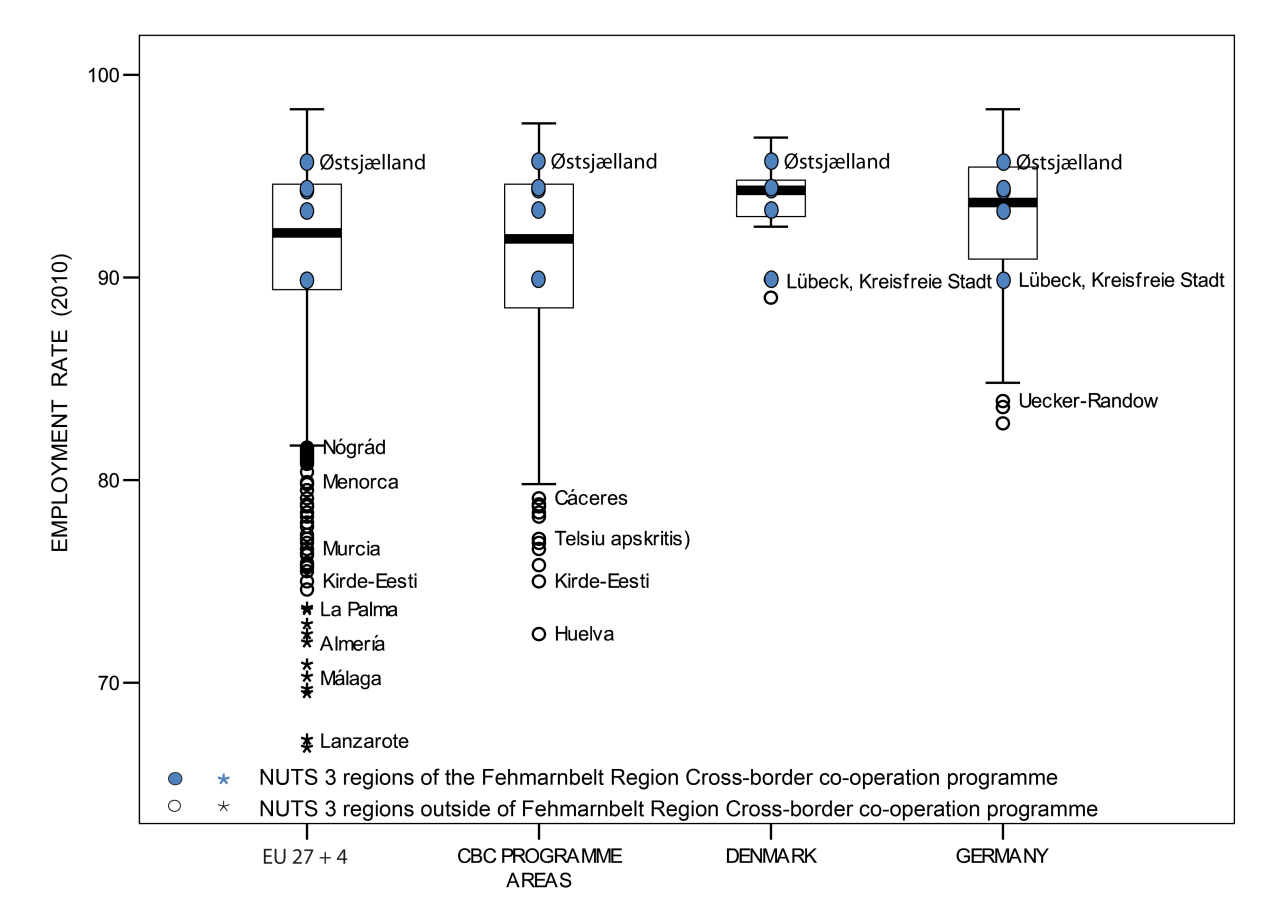 EMPLOYMENT RATE (2010)
100
90
80
70
Østsjælland
Nógrád
Menorca
Murcia
Kirde-Eesti
La Palma
Almería
Málaga
Lanzarote
Østsjælland
Cáceres
Telsiu apskritis)
Kirde-Eesti
Huelva
Østsjælland
Lübeck, Kreisfreie Stadt
Østsjælland
Lübeck, Kreisfreie Stadt
Uecker-Randow
NUTS 3 regions of the Fehmarnbelt Region Cross-border co-operation programme
NUTS 3 regions outside of Fehmarnbelt Region Cross-border co-operation programme
EU 27 + 4
CBC PROGRAMME
AREAS
DENMARK
GERMANY